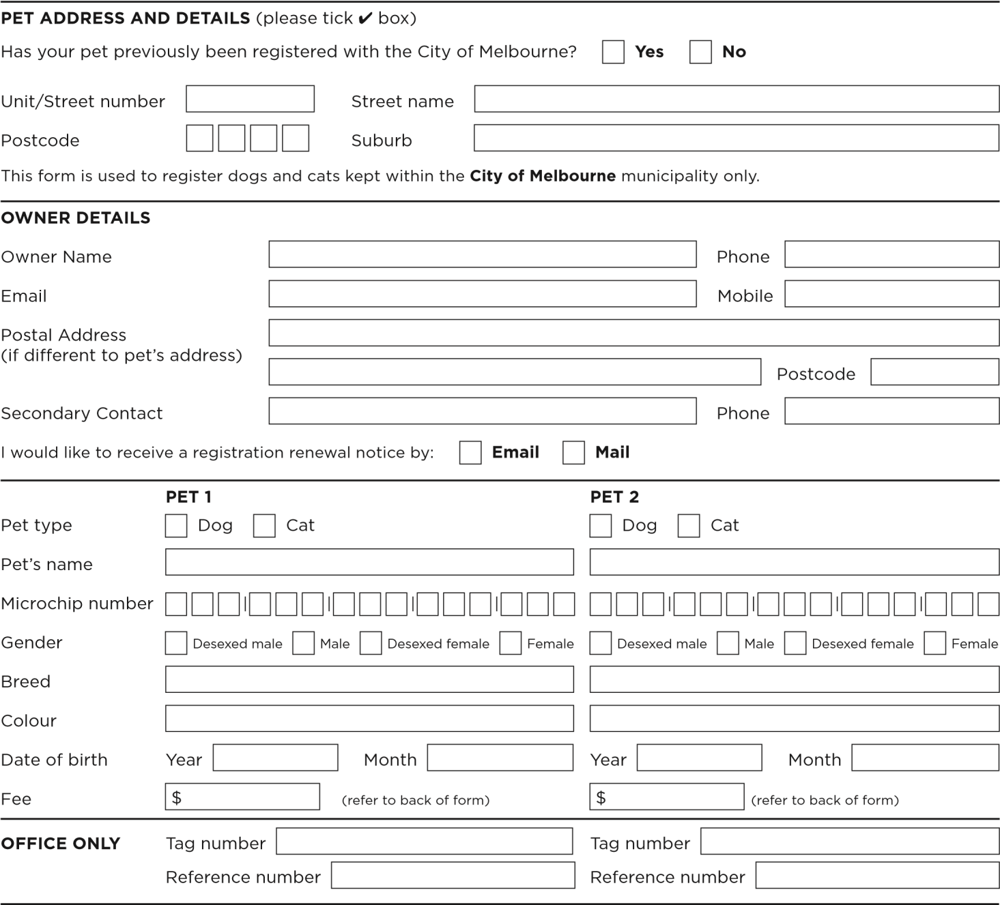 PET ADDRESS AND DETAILS (please tick ✔ box)
Has your pet previously been registered with the City of Melbourne? Yes No
Unit/Street number Street name
Postcode Suburb
This form is used to register dogs and cats kept within the City of Melbourne municipality only.
OWNER DETAILS
Owner Name Phone
Email Mobile
Postal Address
(if different to pet's address)
Postcode
Secondary Contact Phone
I would like to receive a registration renewal notice by: Email Mail
PET 1 PET 2
Pet type Dog Cat Dog Cat
Pet's name
Microchip number
Gender Desexed male Male Desexed female Female Desexed male Male Desexed female Female
Breed
Colour
Date of birth Year Month Year Month
Fee $ (refer to back of form) $ (refer to back of form)
OFFICE ONLY Tag number Tag number
Reference number Reference number